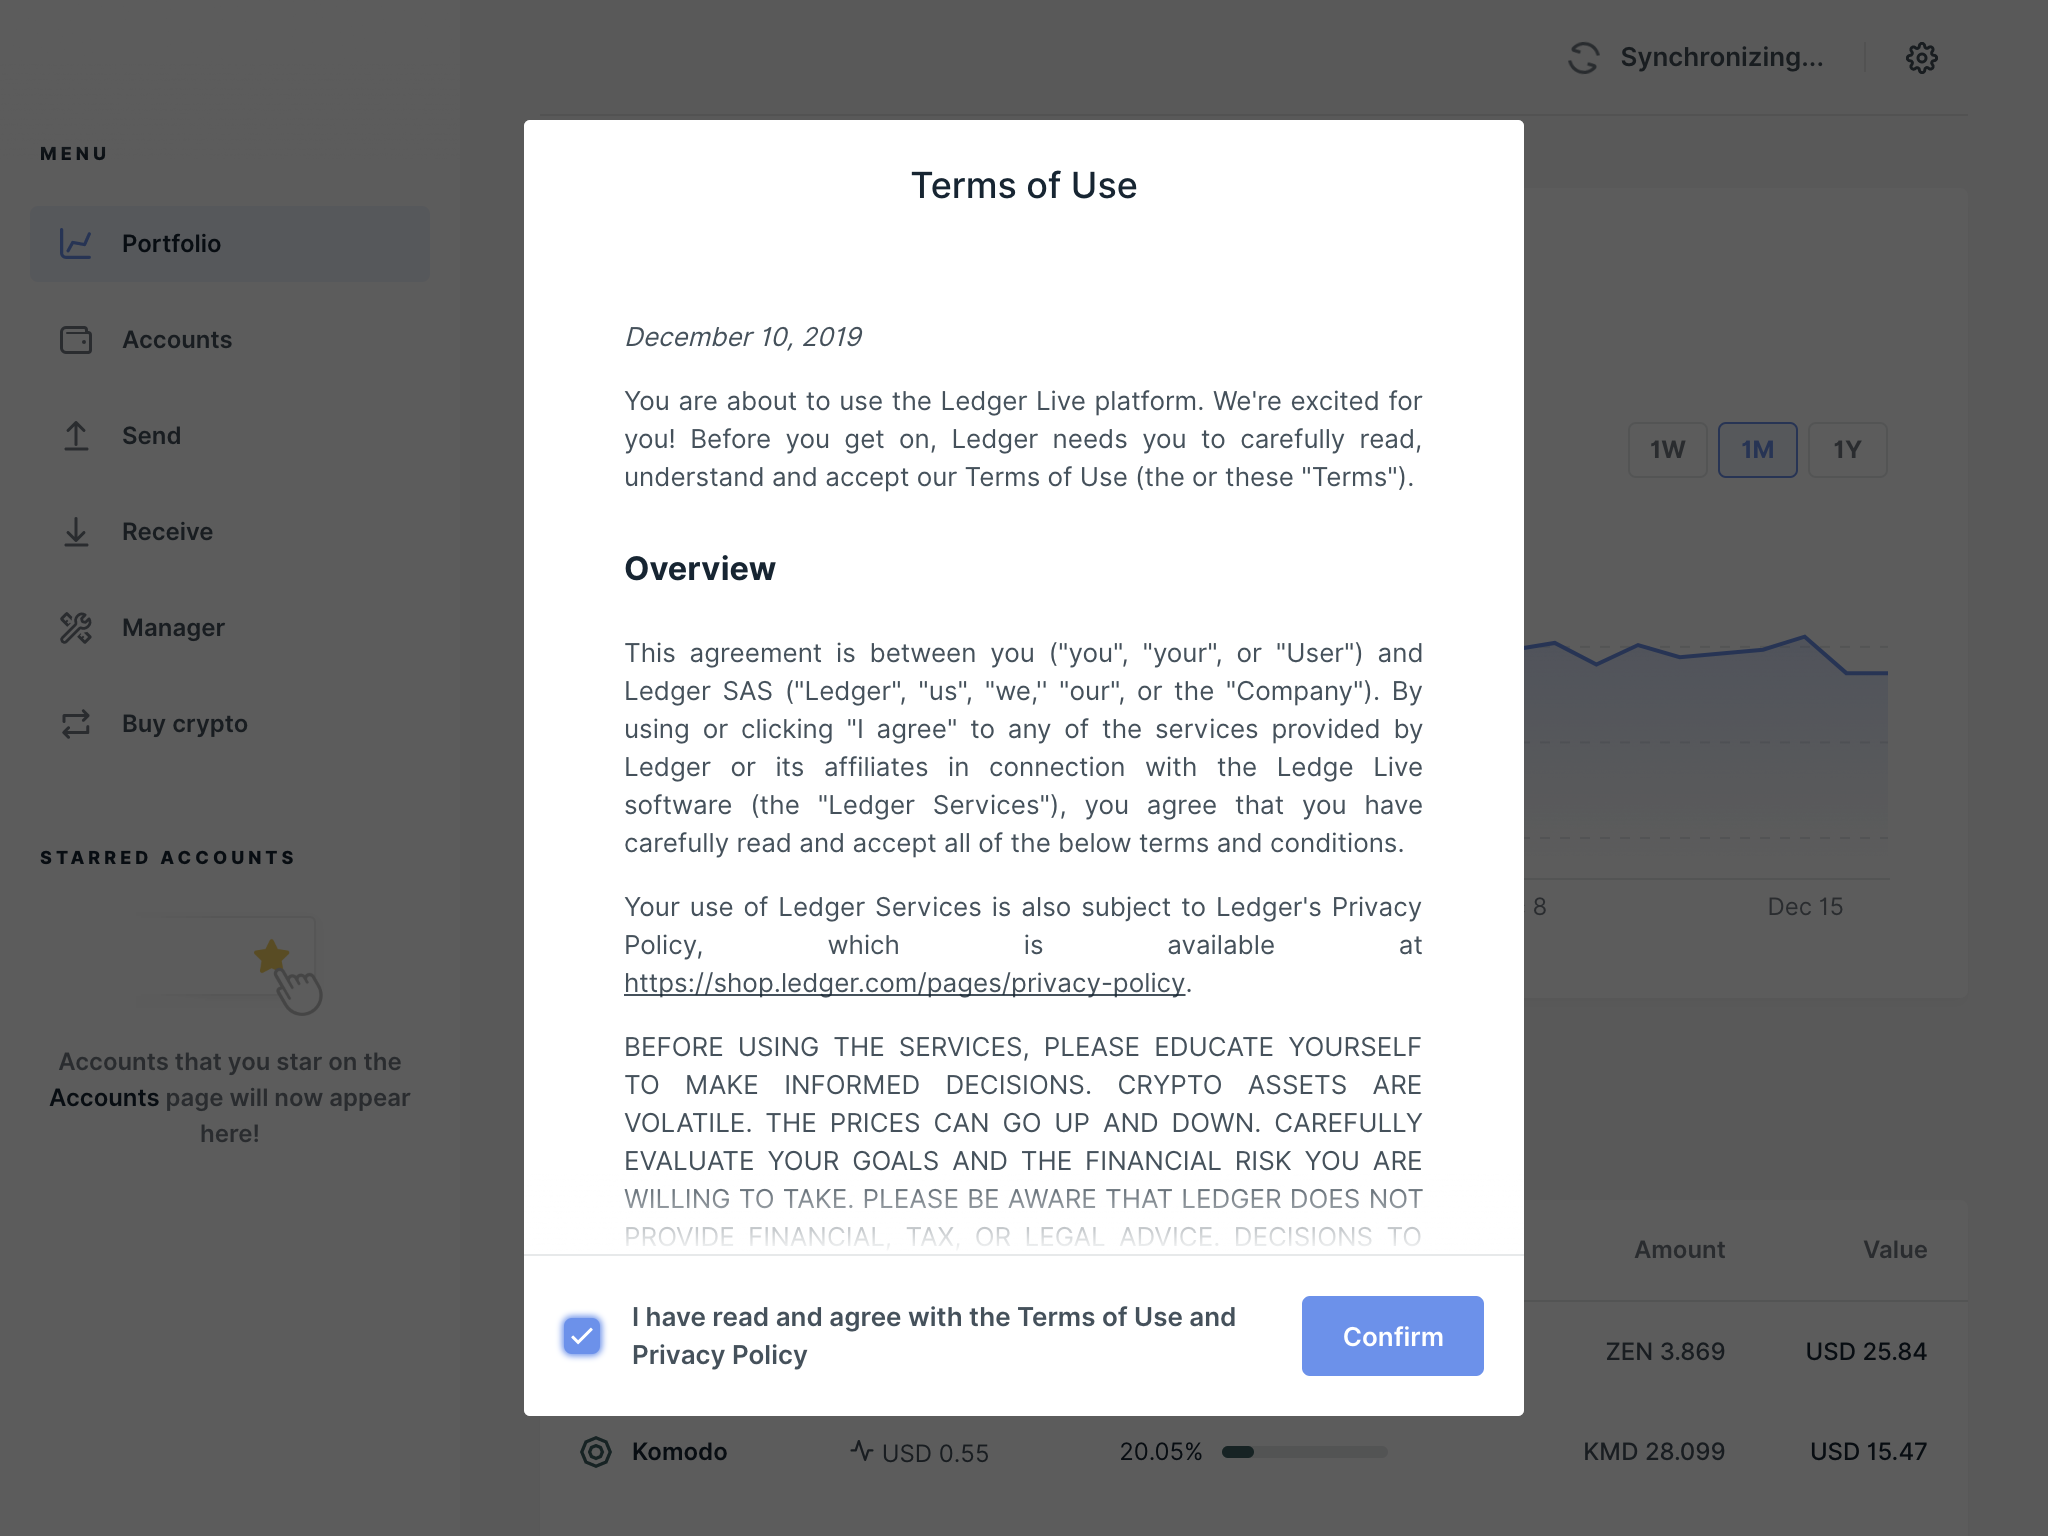 Synchronizing...
MENU
Portfolio
Accounts
Send
Receive
Manager
Buy crypto
STARRED ACCOUNTS
Accounts that you star on the
Accounts page will now appear
here!
Terms of Use
December 10, 2019
You are about to use the Ledger Live platform. We're excited for
you! Before you get on, Ledger needs you to carefully read,
understand and accept our Terms of Use (the or these "Terms").
Overview
This agreement is between you ("you", "your", or "User") and
Ledger SAS ("Ledger", "us", "we,'' "our", or the "Company"). By
using or clicking "I agree" to any of the services provided by
Ledger or its affiliates in connection with the Ledge Live
software (the "Ledger Services"), you agree that you have
carefully read and accept all of the below terms and conditions.
Your use of Ledger Services is also subject to Ledger's Privacy
Policy, which is available at
https://shop.ledger.com/pages/privacy-policy.
BEFORE USING THE SERVICES, PLEASE EDUCATE YOURSELF
TO MAKE INFORMED DECISIONS. CRYPTO ASSETS ARE
VOLATILE. THE PRICES CAN GO UP AND DOWN. CAREFULLY
EVALUATE YOUR GOALS AND THE FINANCIAL RISK YOU ARE
WILLING TO TAKE. PLEASE BE AWARE THAT LEDGER DOES NOT
PROVIDE FINANCIAL, TAX, OR LEGAL ADVICE. DECISIONS TO
I have read and agree with the Terms of Use and
Privacy Policy
Confirm
1W 1M 1Y
8 Dec 15
Amount Value
ZEN 3.869 USD 25.84
Komodo USD 0.55 20.05% KMD 28.099 USD 15.47